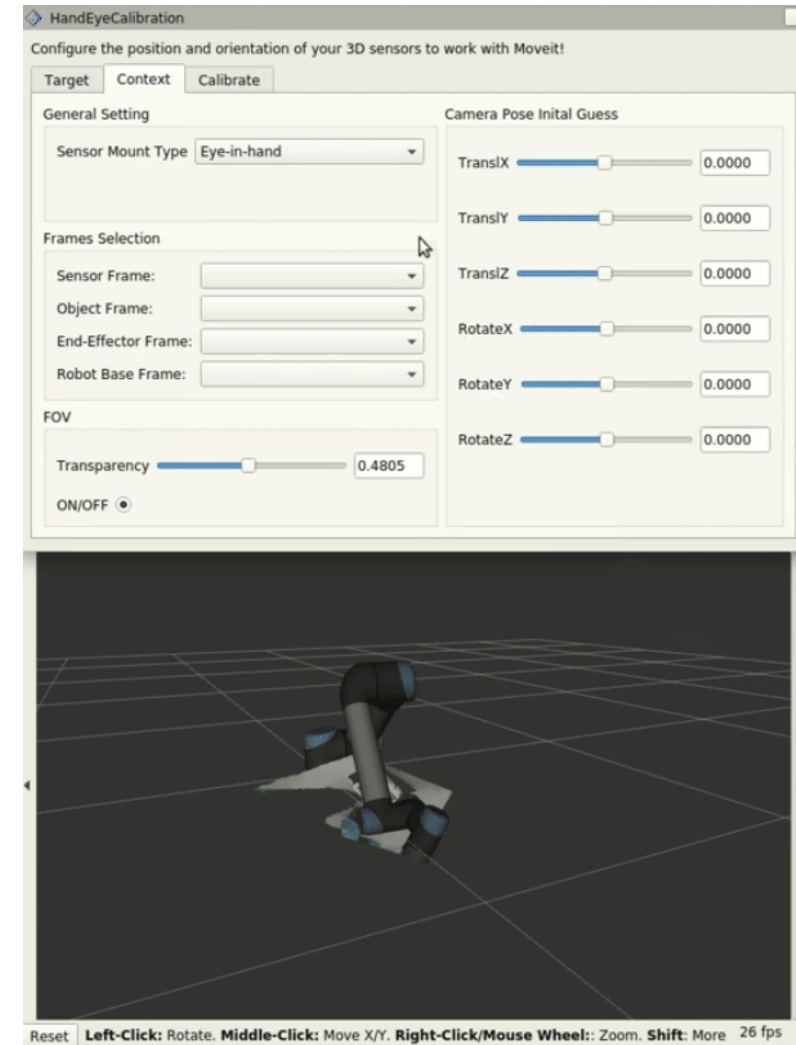 HandEyeCalibration
Configure the position and orientation of your 3D sensors to work with Moveit!
Target Context Calibrate
General Setting
Sensor Mount Type Eye-in-hand
Frames Selection
Sensor Frame:
Object Frame:
End-Effector Frame:
Robot Base Frame:
FOV
Transparency 0.4805
ON/OFF
Camera Pose Inital Guess
TranslX 0.0000
TranslY 0.0000
TranslZ 0.0000
RotateX 0.0000
RotateY 0.0000
RotateZ 0.0000
Reset Left-Click: Rotate. Middle-Click: Move X/Y. Right-Click/Mouse Wheel:: Zoom. Shift: More 26 fps